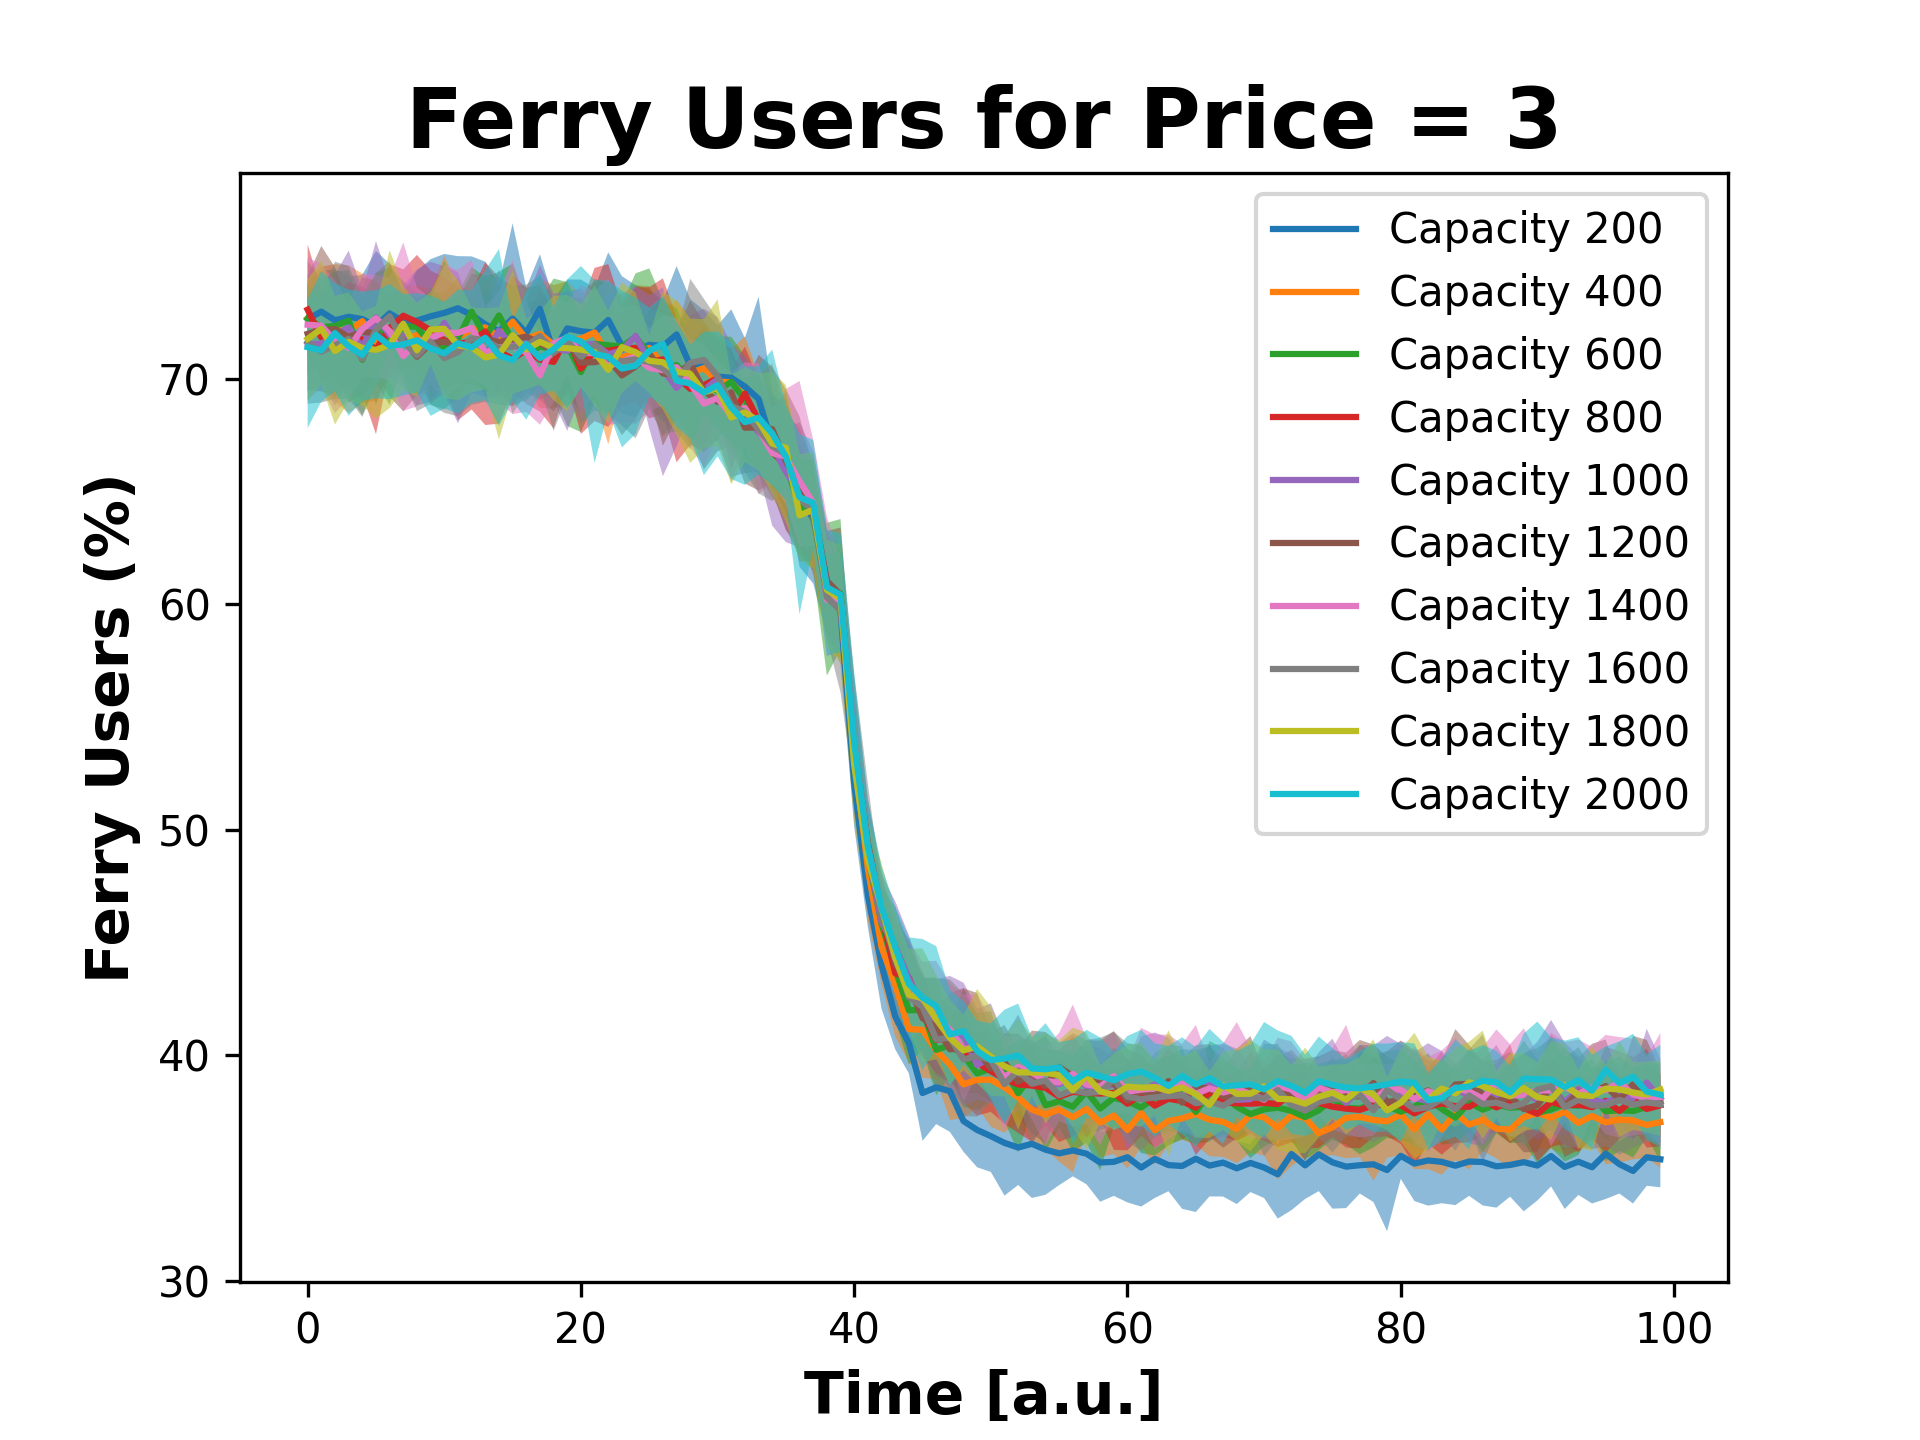 Ferry Users for Price = 3
Ferry Users (%)
70
60
50
40
30
0 20 40 60 80 100
Time [a.u.]
Capacity 200
Capacity 400
Capacity 600
Capacity 800
Capacity 1000
Capacity 1200
Capacity 1400
Capacity 1600
Capacity 1800
Capacity 2000